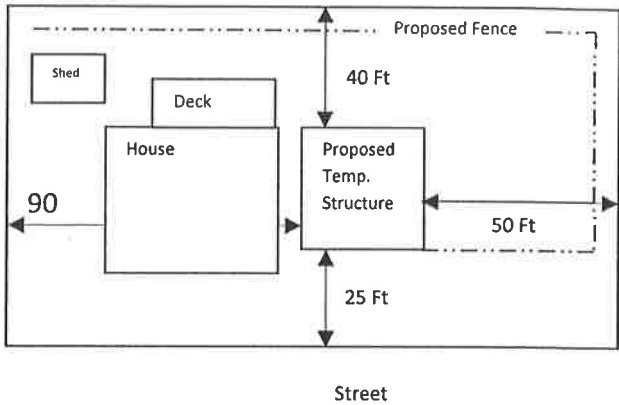 Proposed Fence
Shed
40 Ft
Deck
House
Proposed
Temp.
Structure
90
50 Ft
25 Ft
Street